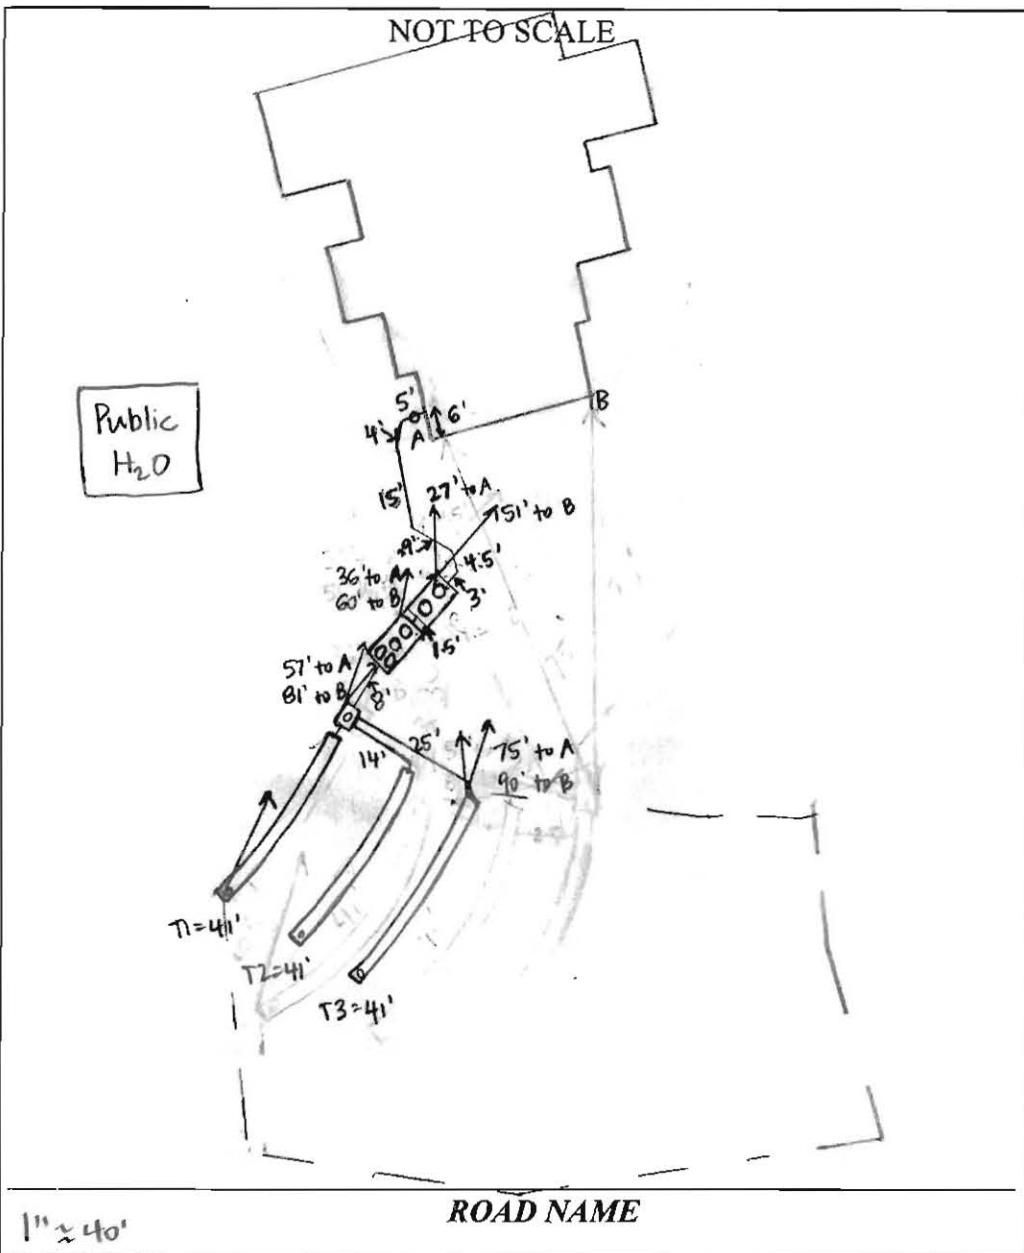 NOT TO SCALE
Public
H₂O
5'
6'
4'
A
B
15'
27' to A
51' to B
9'
4.5'
36' to A
60' to B
3'
1.5'
57' to A
81' to B
8'
14'
25'
75' to A
90' to B
T1=41'
T2=41'
T3=41'
ROAD NAME
1" ≈ 40'